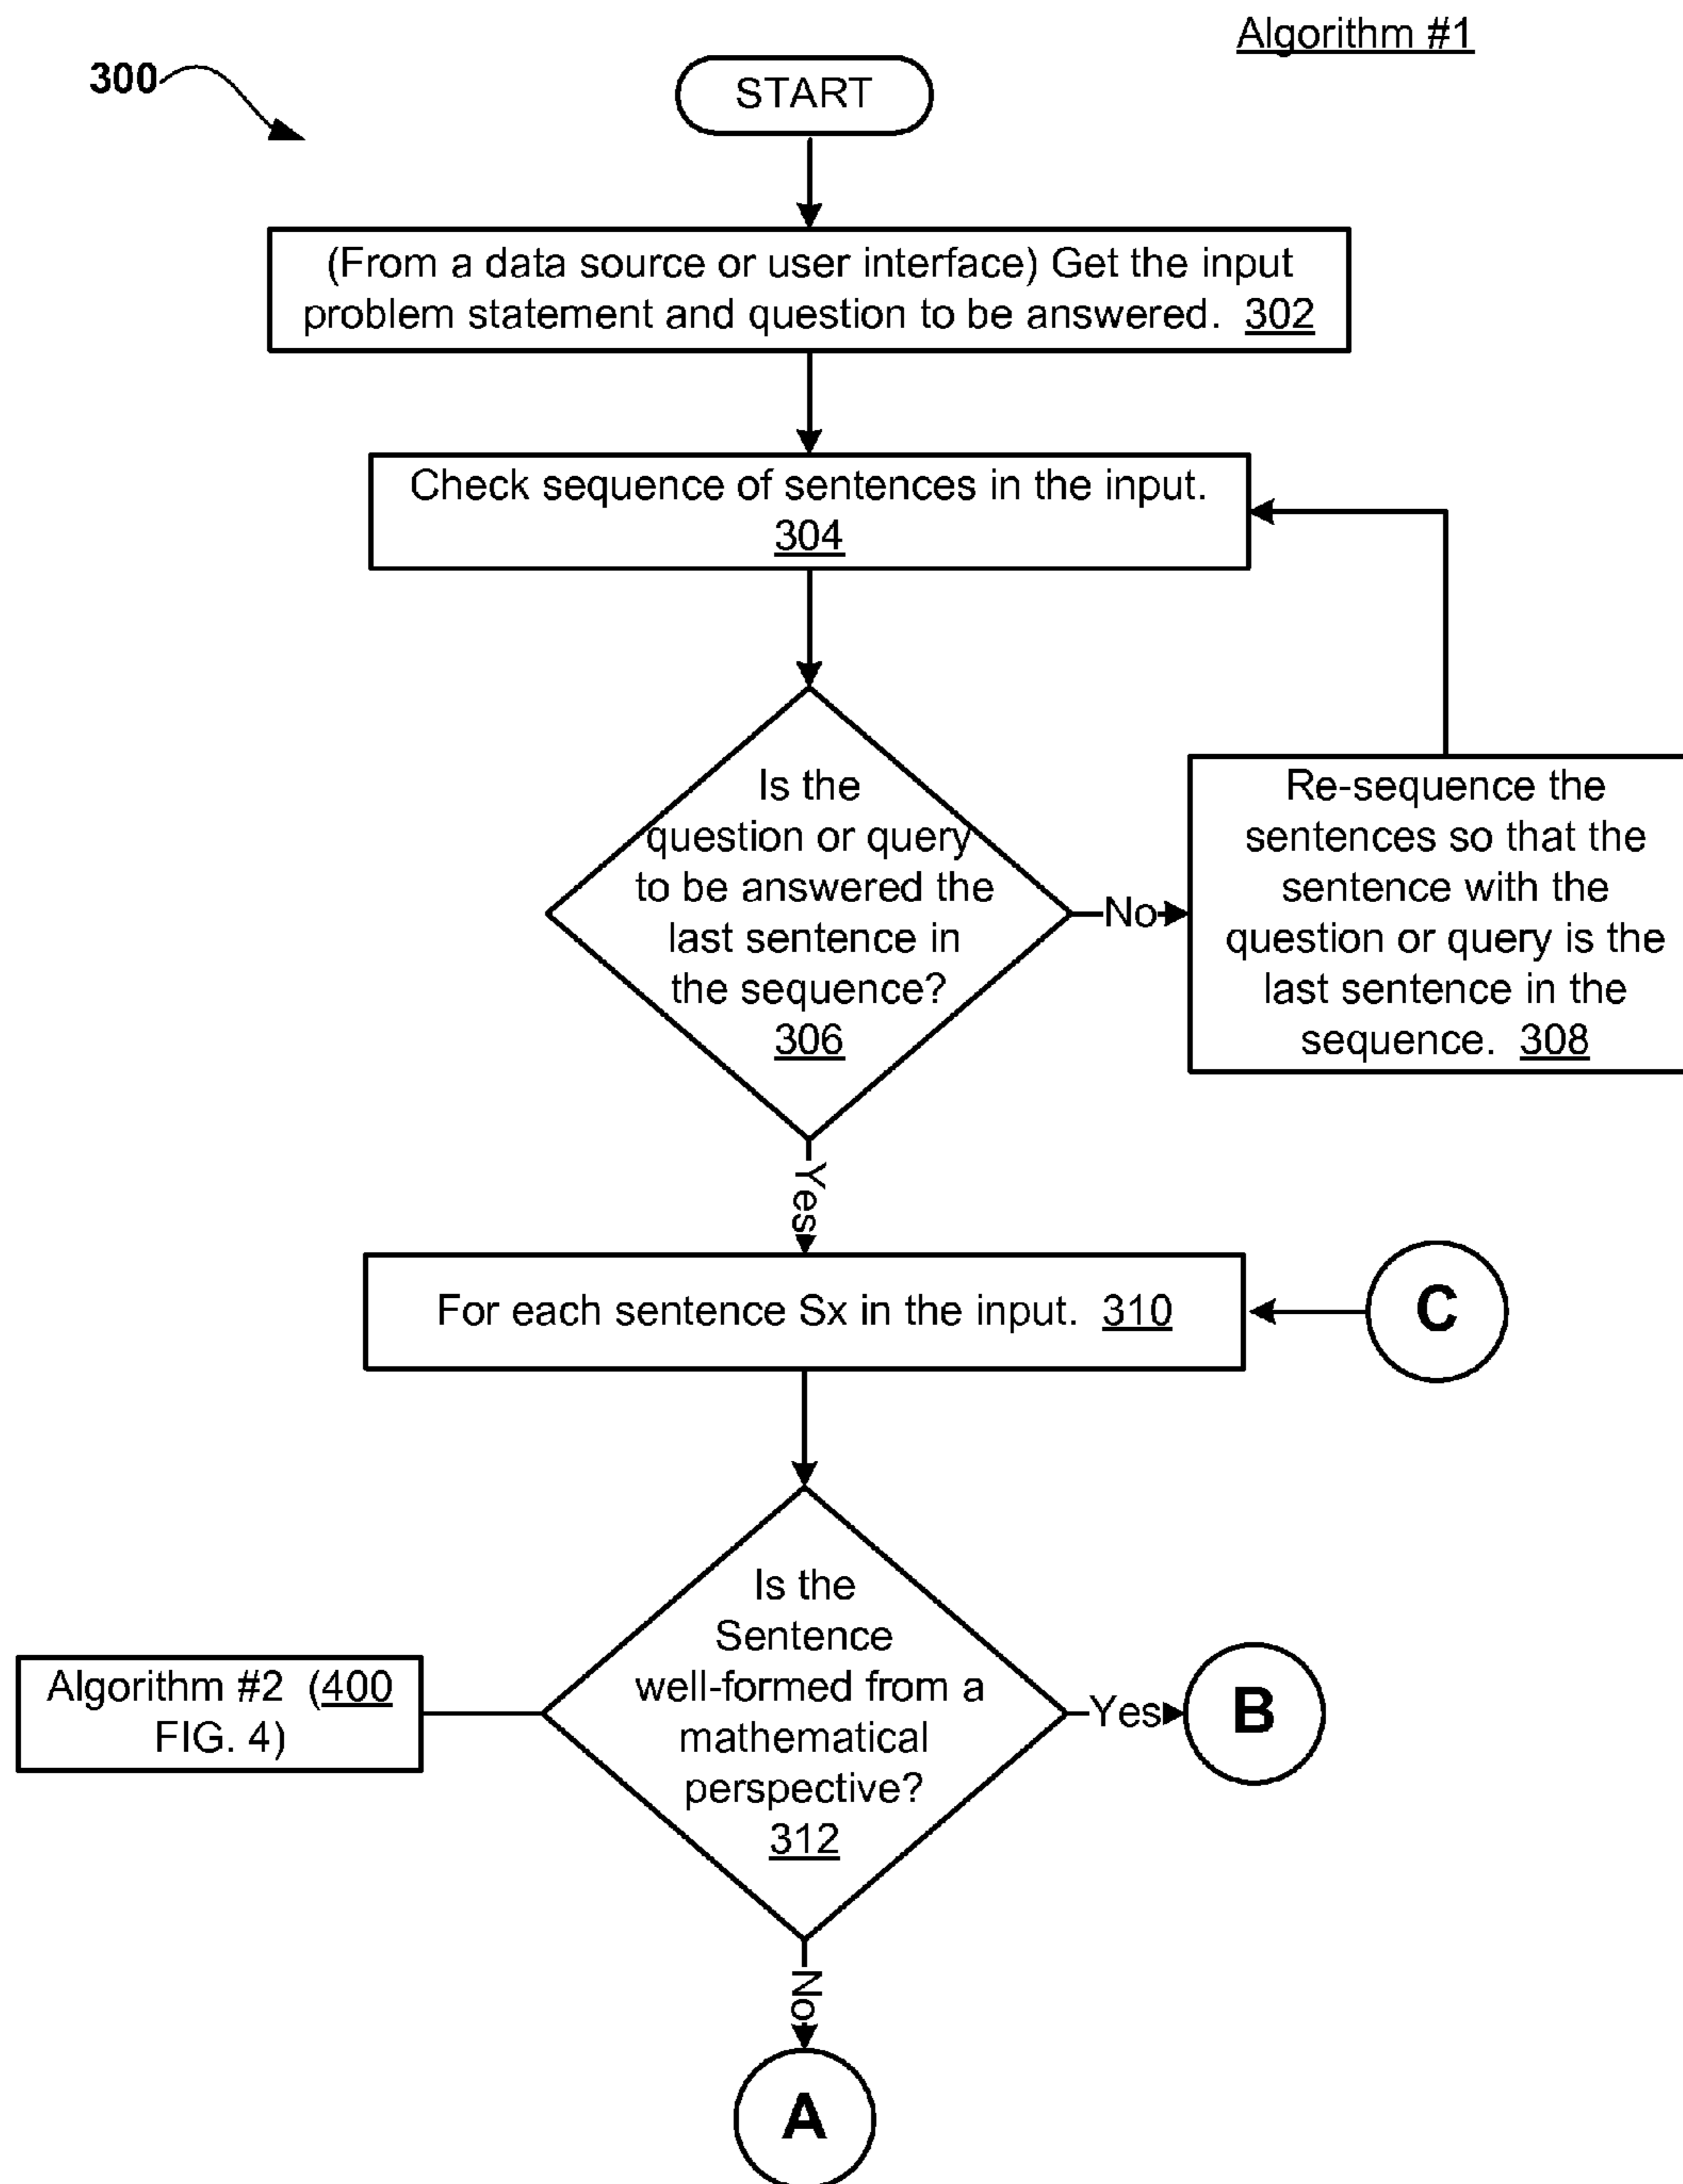 Algorithm #1
300
START
(From a data source or user interface) Get the input
problem statement and question to be answered. 302
Check sequence of sentences in the input.
304
Is the
question or query
to be answered the
last sentence in
the sequence?
306
No
Re-sequence the
sentences so that the
sentence with the
question or query is the
last sentence in the
sequence. 308
Yes
For each sentence Sx in the input. 310
C
Is the
Sentence
well-formed from a
mathematical
perspective?
312
Algorithm #2 (400
FIG. 4)
Yes
B
No
A